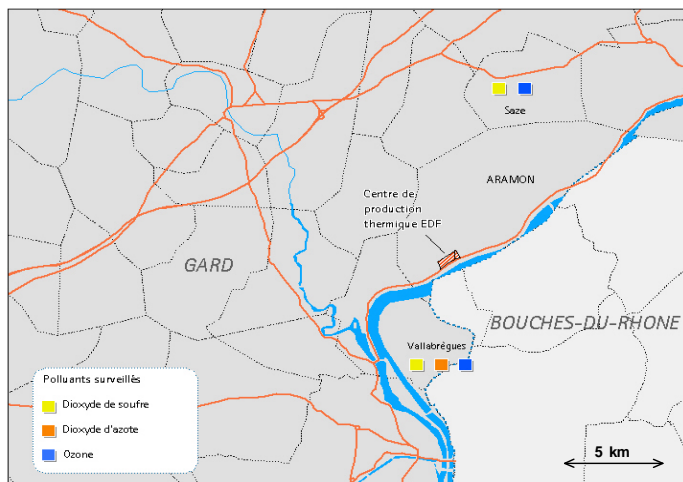 Saze
ARAMON
Centre de
production
thermique EDF
GARD
BOUCHES-DU-RHONE
Vallabrégues
Polluants surveillés
Dioxyde de soufre
Dioxyde d'azote
Ozone
5 km